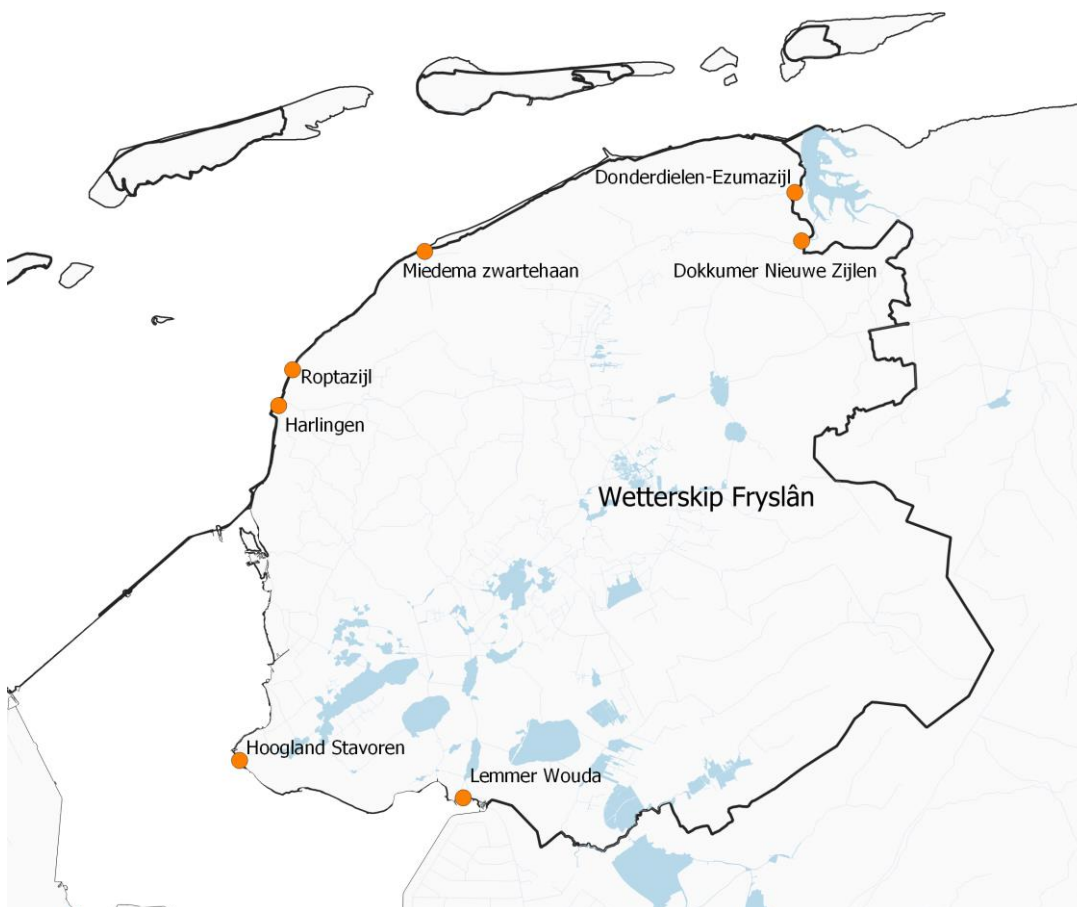 Donderdielen-Ezumazijl
Dokkumer Nieuwe Zijlen
Miedema zwartehaan
Roptazijl
Harlingen
Wetterskip Fryslân
Hoogland Stavoren
Lemmer Wouda